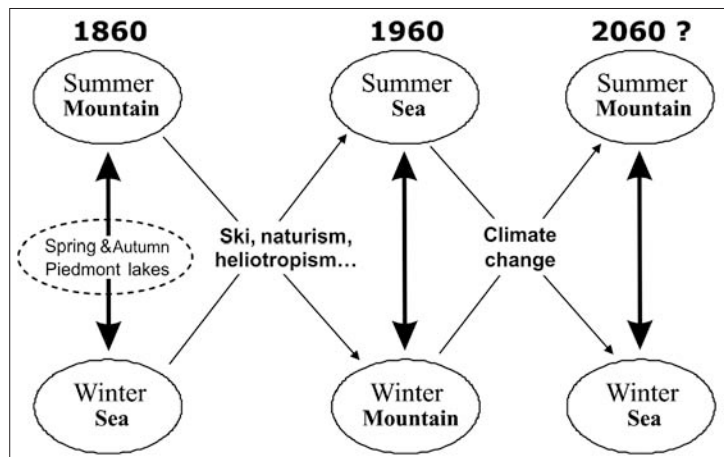 1860
1960
2060 ?
Summer
Mountain
Summer
Sea
Summer
Mountain
Spring &Autumn
Piedmont lakes
Ski, naturism,
heliotropism...
Climate
change
Winter
Sea
Winter
Mountain
Winter
Sea